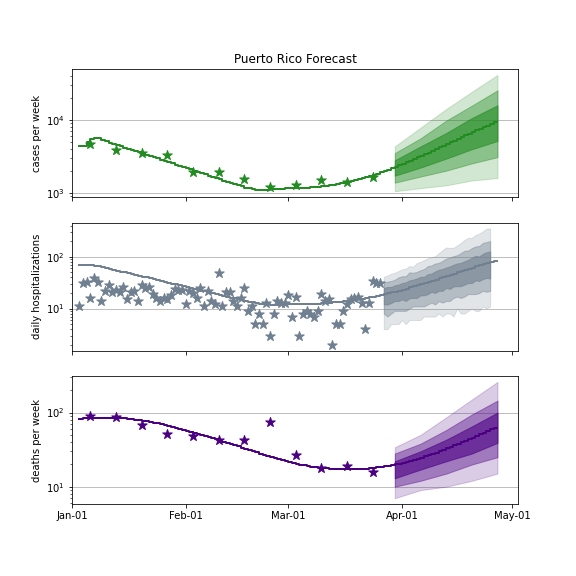 Puerto Rico Forecast
cases per week
10⁴
10³
daily hospitalizations
10²
10¹
deaths per week
10²
10¹
Jan-01 Feb-01 Mar-01 Apr-01 May-01